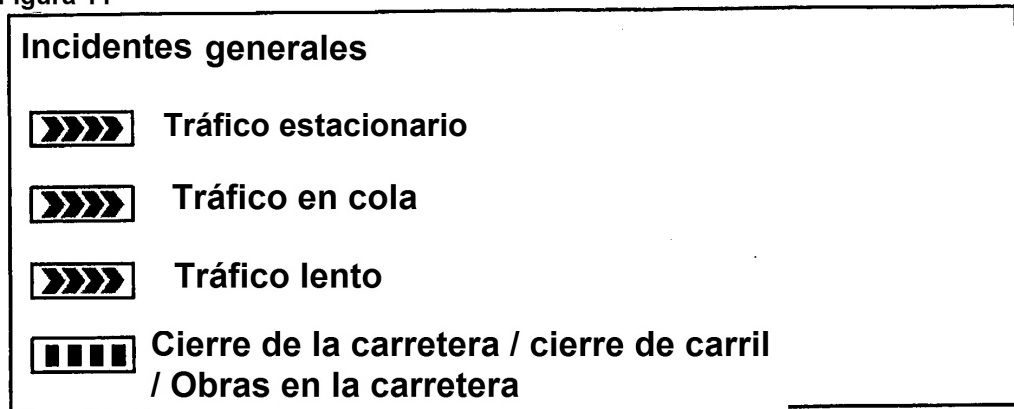 Incidentes generales
Tráfico estacionario
Tráfico en cola
Tráfico lento
Cierre de la carretera / cierre de carril
/ Obras en la carretera